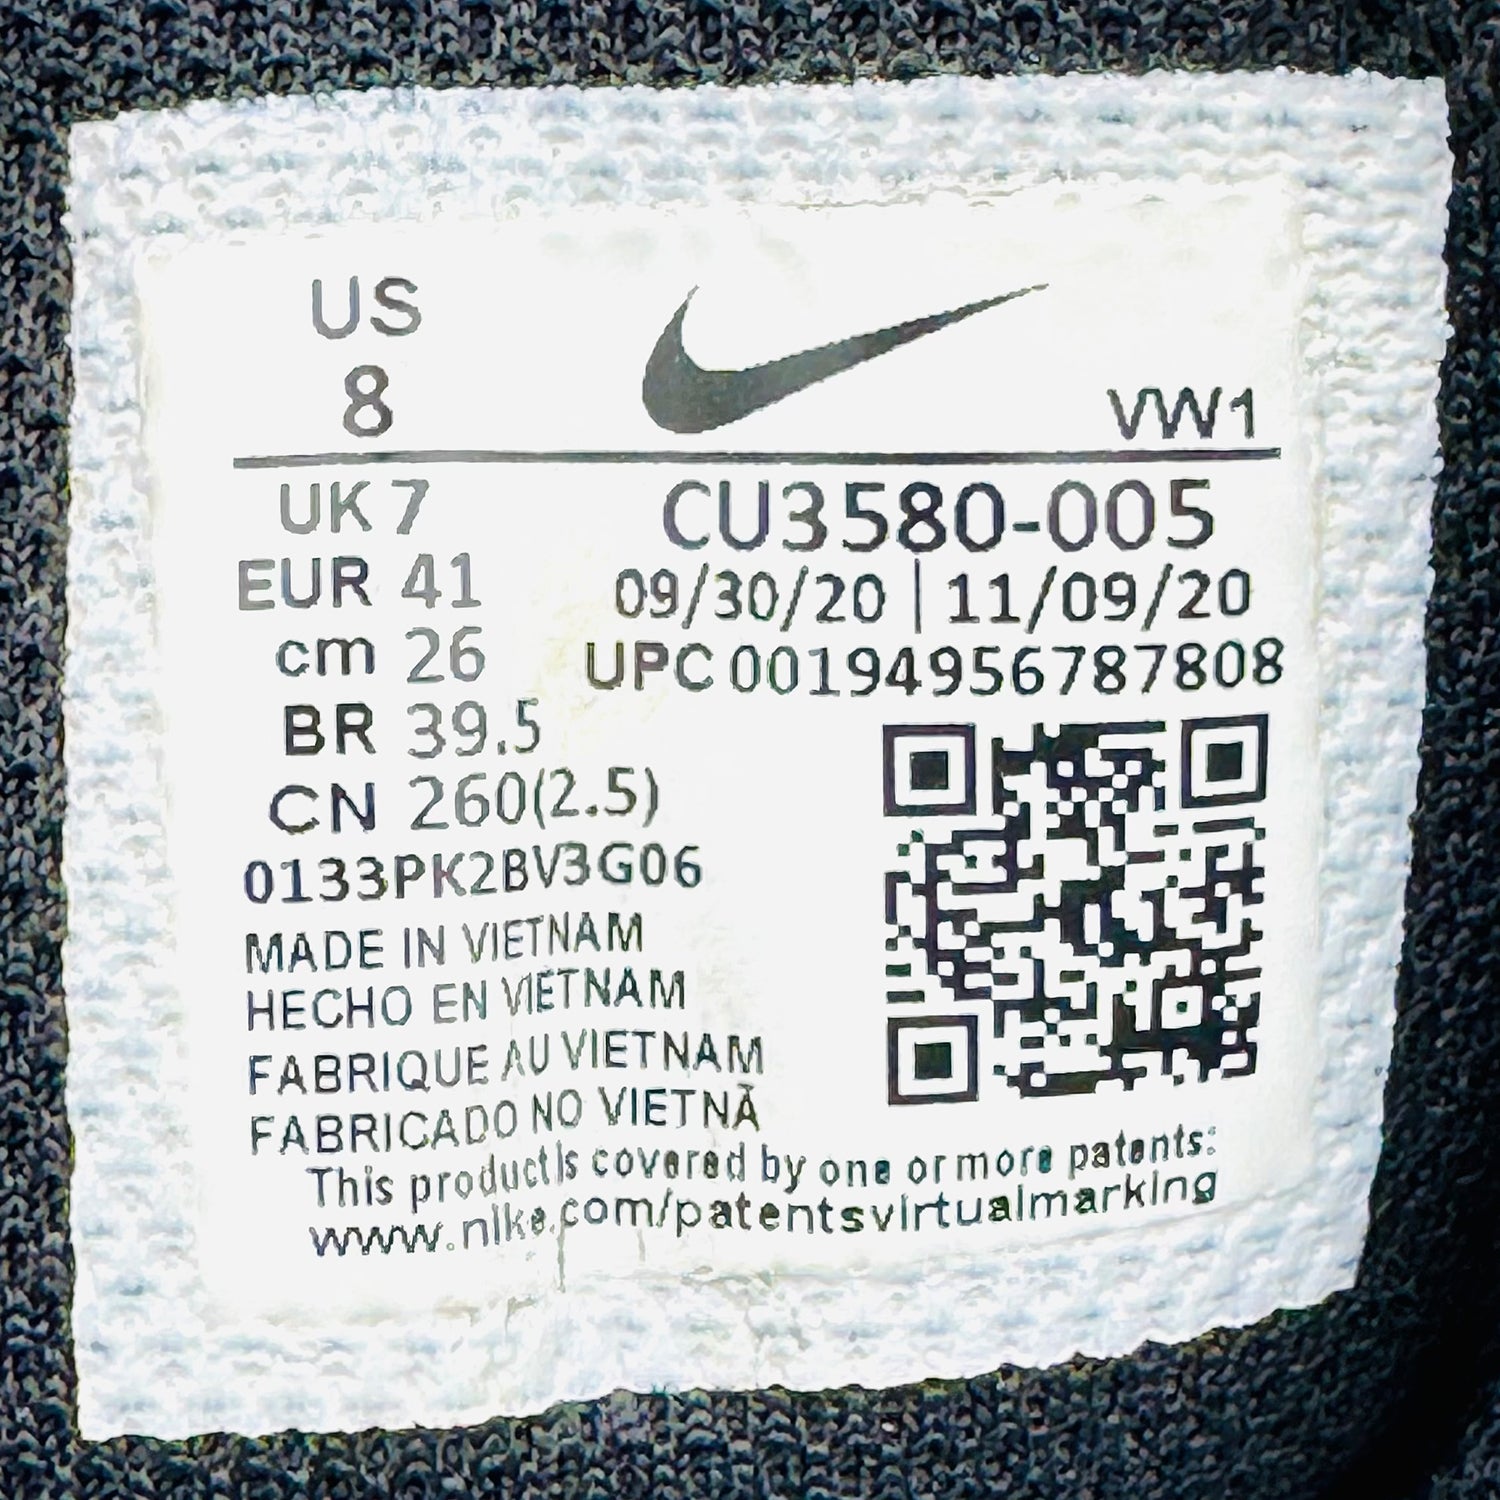 US
8
VW1
UK 7
CU3580-005
EUR 41
09/30/20 | 11/09/20
cm 26
UPC 00194956787808
BR 39.5
CN 260(2.5)
0133PK2BV3G06
MADE IN VIETNAM
HECHO EN VIETNAM
FABRIQUE AU VIETNAM
FABRICADO NO VIETNÃ
This product is covered by one or more patents:
www.nike.com/patentsvirtualmarking